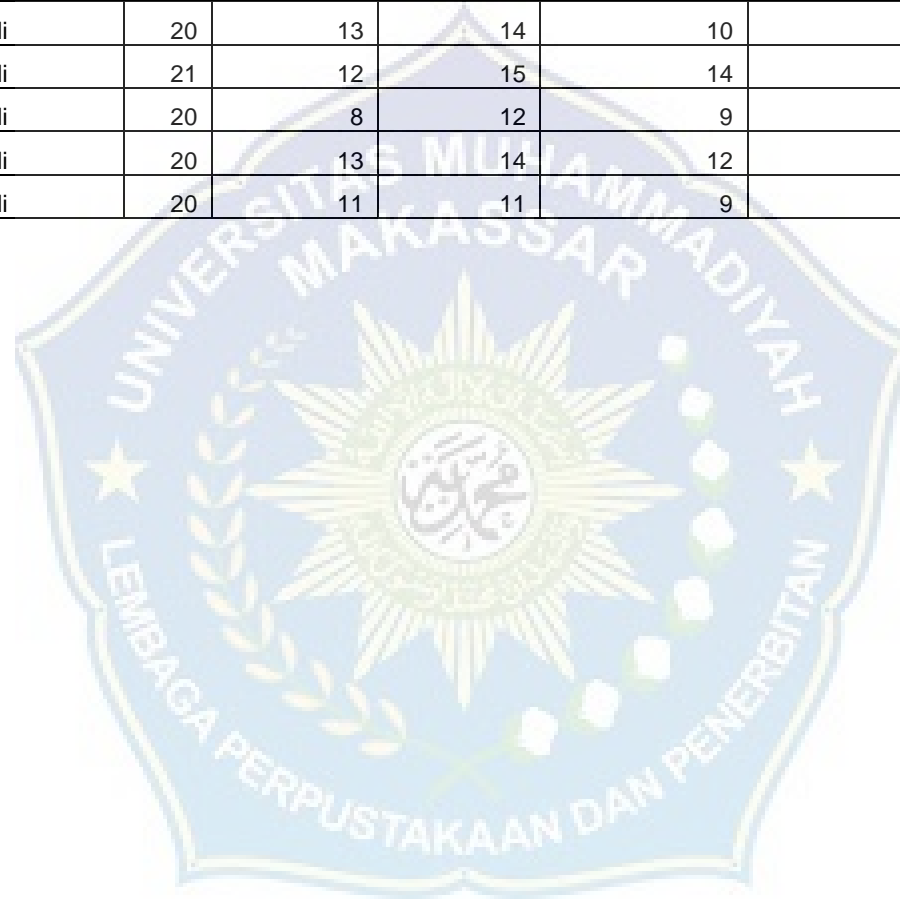 li 20 13 14 10
li 21 12 15 14
li 20 8 12 9
li 20 13 14 12
li 20 11 11 9
UNIVERSITAS MUHAMMADIYAH
MAKASSAR
LEMBAGA PERPUSTAKAAN DAN PENERBITAN